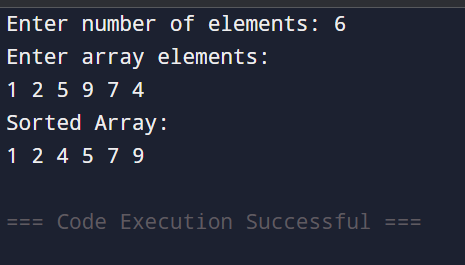 Enter number of elements: 6
Enter array elements:
1 2 5 9 7 4
Sorted Array:
1 2 4 5 7 9
=== Code Execution Successful ===